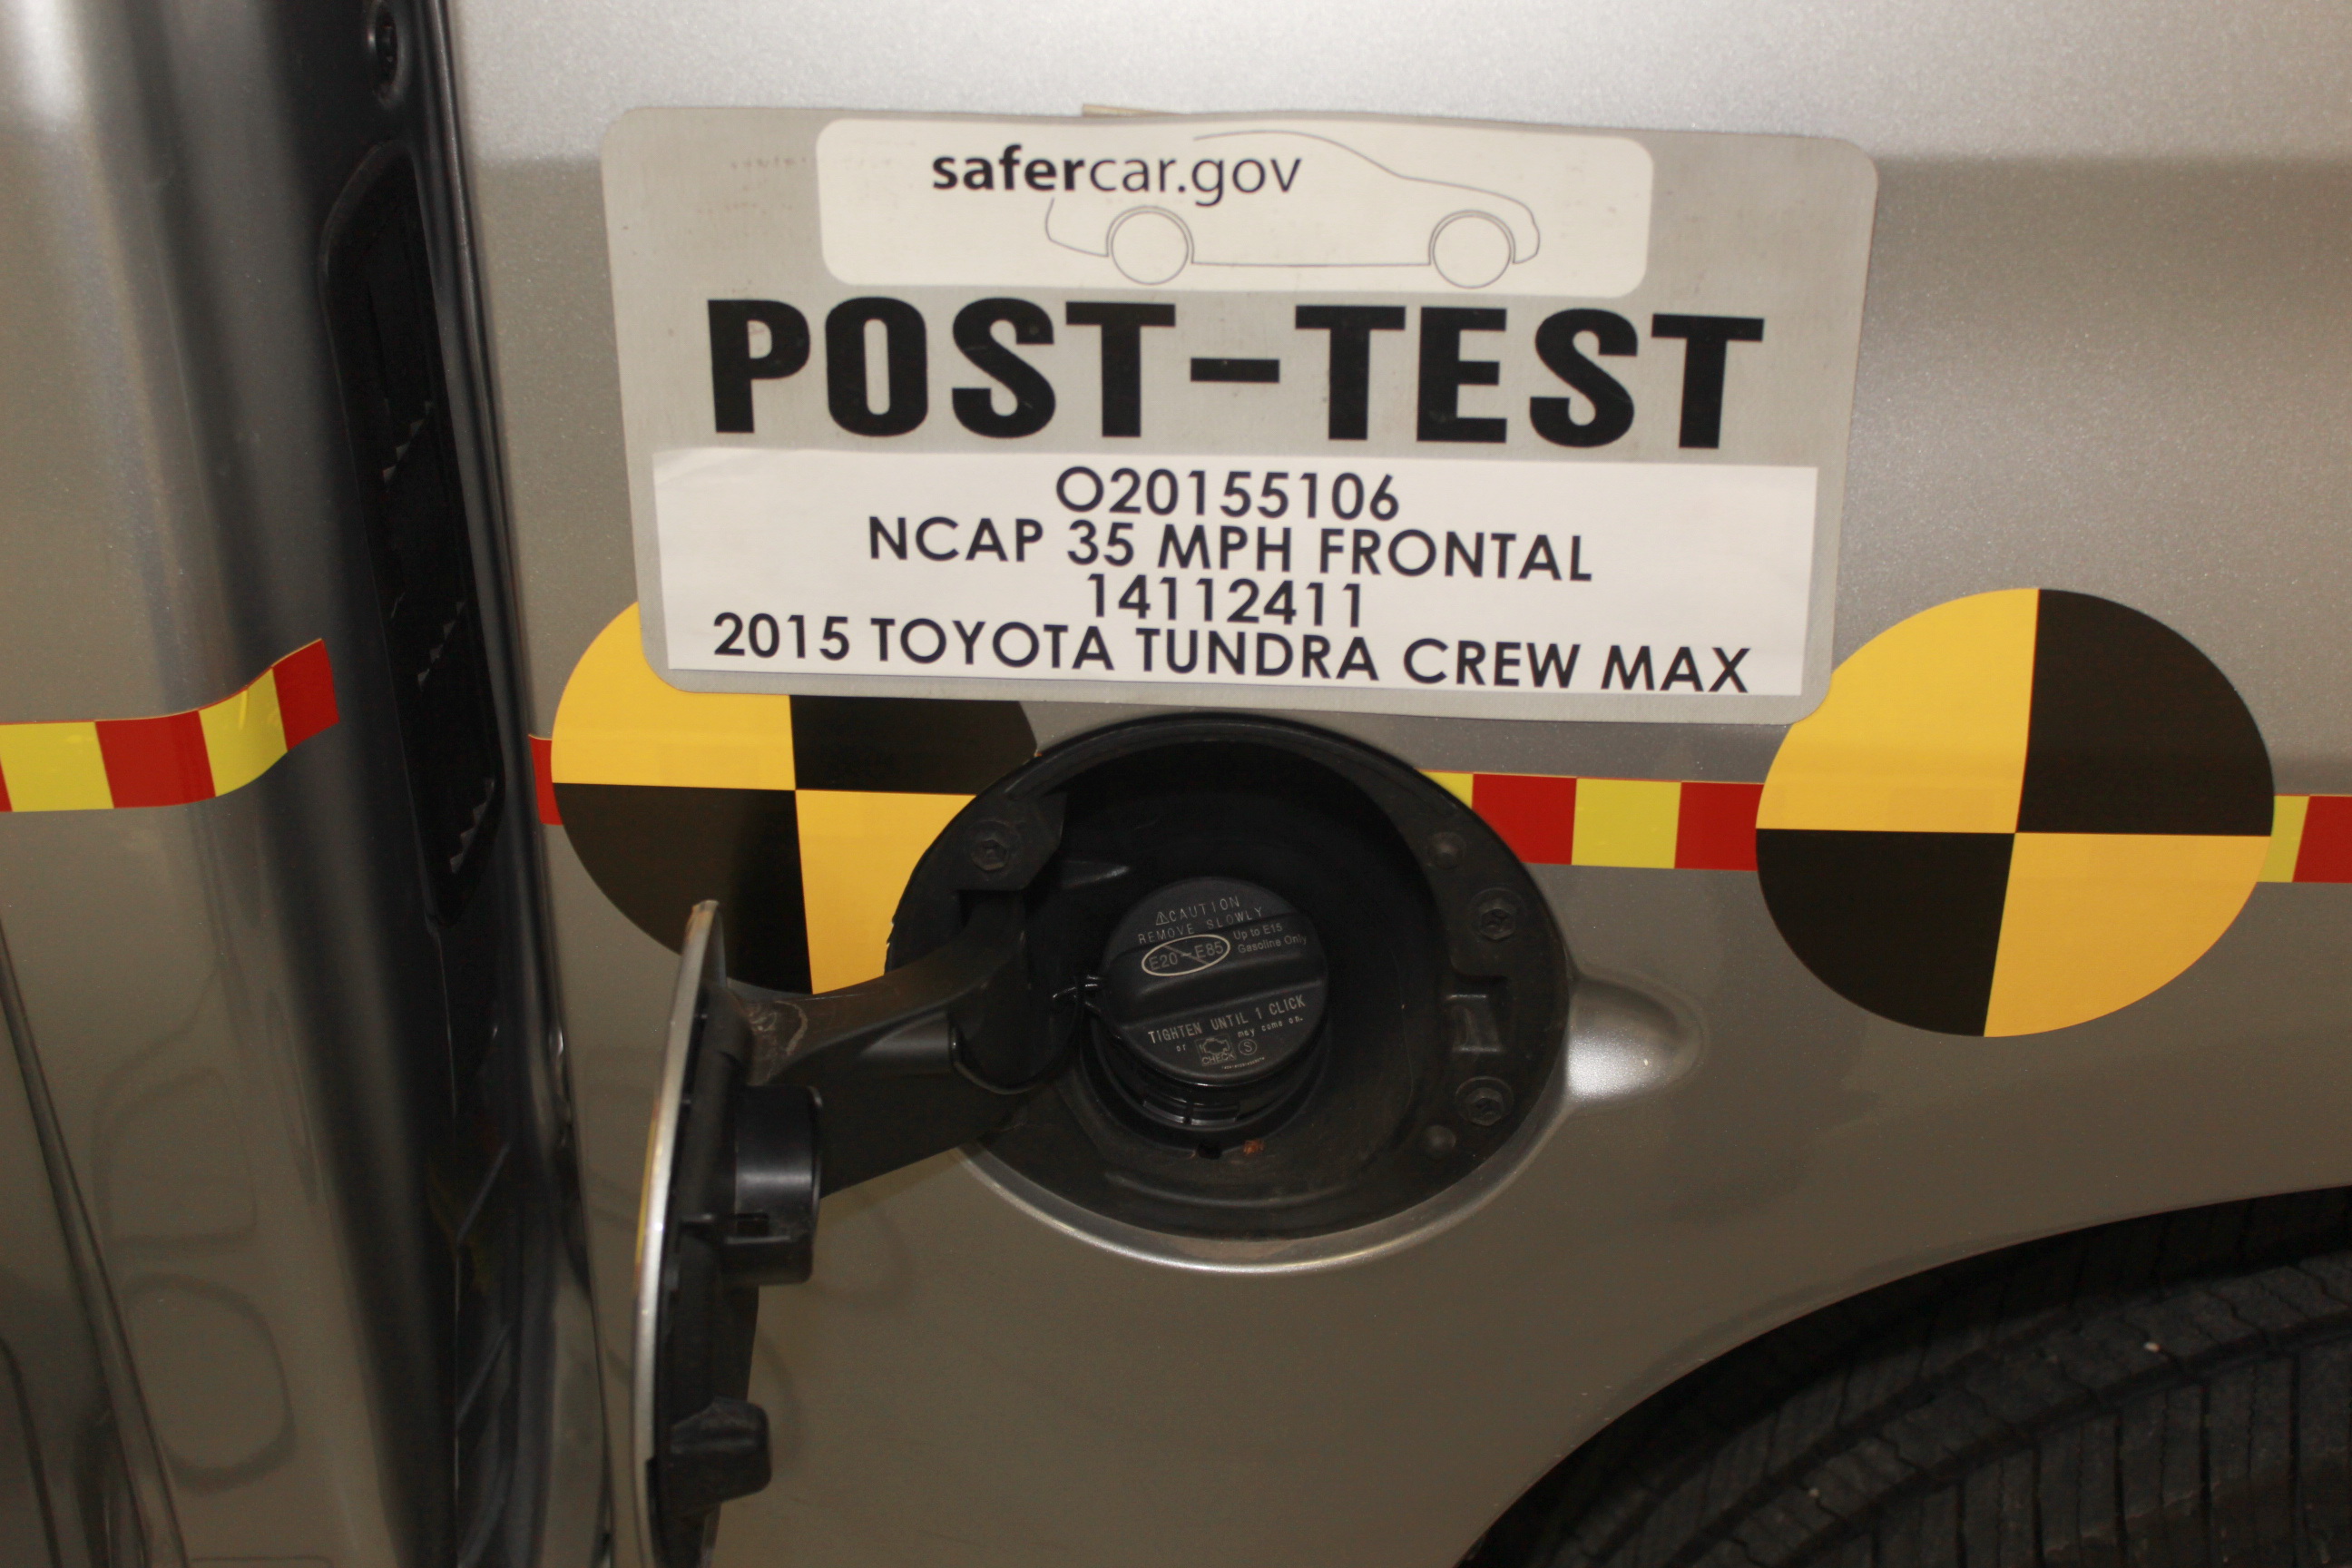 safercar.gov
POST-TEST
O20155106
NCAP 35 MPH FRONTAL
14112411
2015 TOYOTA TUNDRA CREW MAX
⚠CAUTION
REMOVE SLOWLY
E20-E85 Up to E15
Gasoline Only
TIGHTEN UNTIL 1 CLICK
or CHECK may come on.